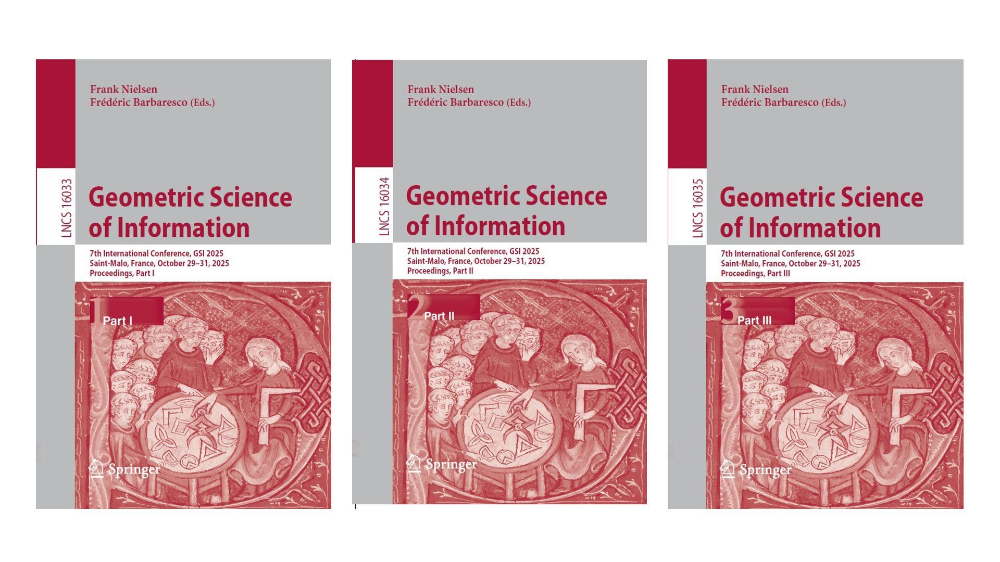 Frank Nielsen
Frédéric Barbaresco (Eds.)
LNCS 16033
Geometric Science
of Information
7th International Conference, GSI 2025
Saint-Malo, France, October 29–31, 2025
Proceedings, Part I
1 Part I
Springer
Frank Nielsen
Frédéric Barbaresco (Eds.)
LNCS 16034
Geometric Science
of Information
7th International Conference, GSI 2025
Saint-Malo, France, October 29–31, 2025
Proceedings, Part II
2 Part II
Springer
Frank Nielsen
Frédéric Barbaresco (Eds.)
LNCS 16035
Geometric Science
of Information
7th International Conference, GSI 2025
Saint-Malo, France, October 29–31, 2025
Proceedings, Part III
3 Part III
Springer